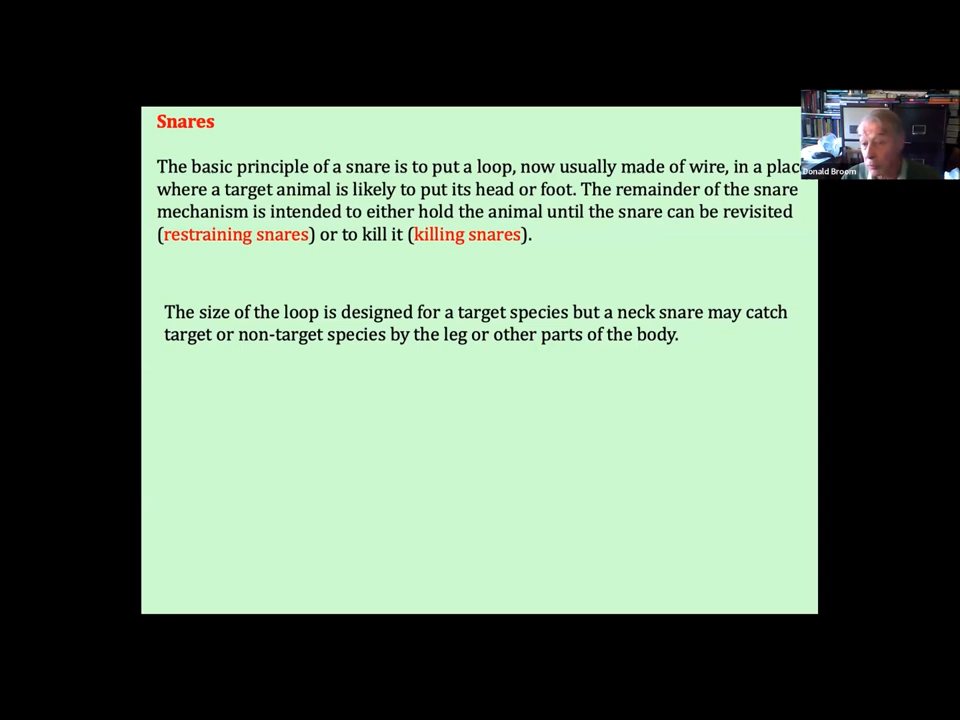 Snares
The basic principle of a snare is to put a loop, now usually made of wire, in a plac
where a target animal is likely to put its head or foot. The remainder of the snare
mechanism is intended to either hold the animal until the snare can be revisited
(restraining snares) or to kill it (killing snares).
The size of the loop is designed for a target species but a neck snare may catch
target or non-target species by the leg or other parts of the body.
Donald Broom